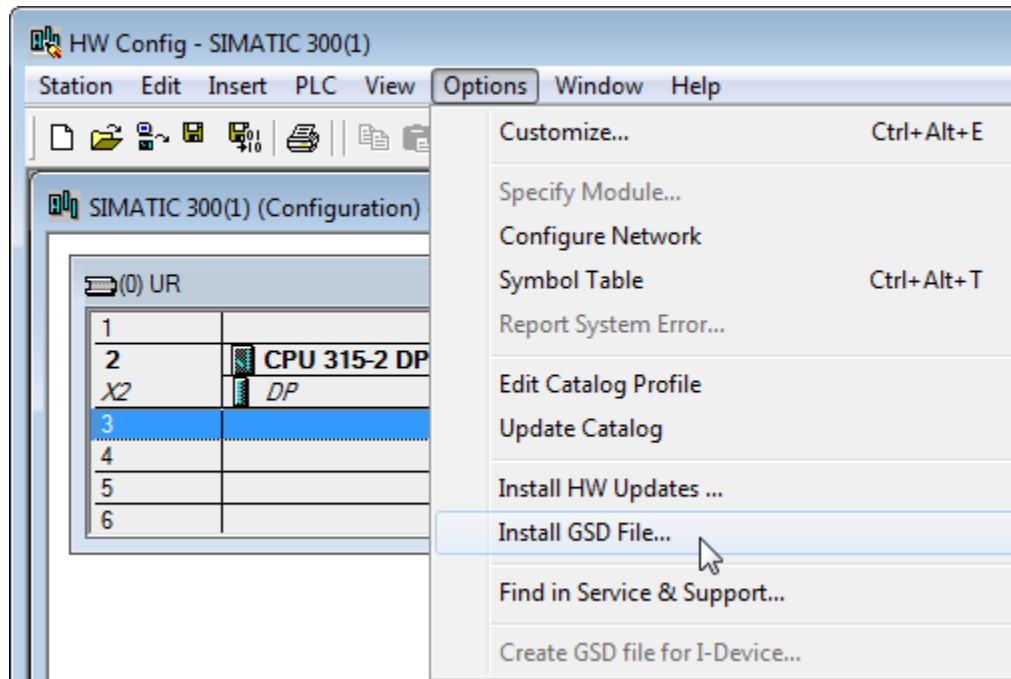 HW Config - SIMATIC 300(1)
Station Edit Insert PLC View Options Window Help
Customize... Ctrl+Alt+E
Specify Module...
Configure Network
Symbol Table Ctrl+Alt+T
Report System Error...
Edit Catalog Profile
Update Catalog
Install HW Updates ...
Install GSD File...
Find in Service & Support...
Create GSD file for I-Device...
SIMATIC 300(1) (Configuration)
(0) UR
1
2 CPU 315-2 DP
X2 DP
3
4
5
6